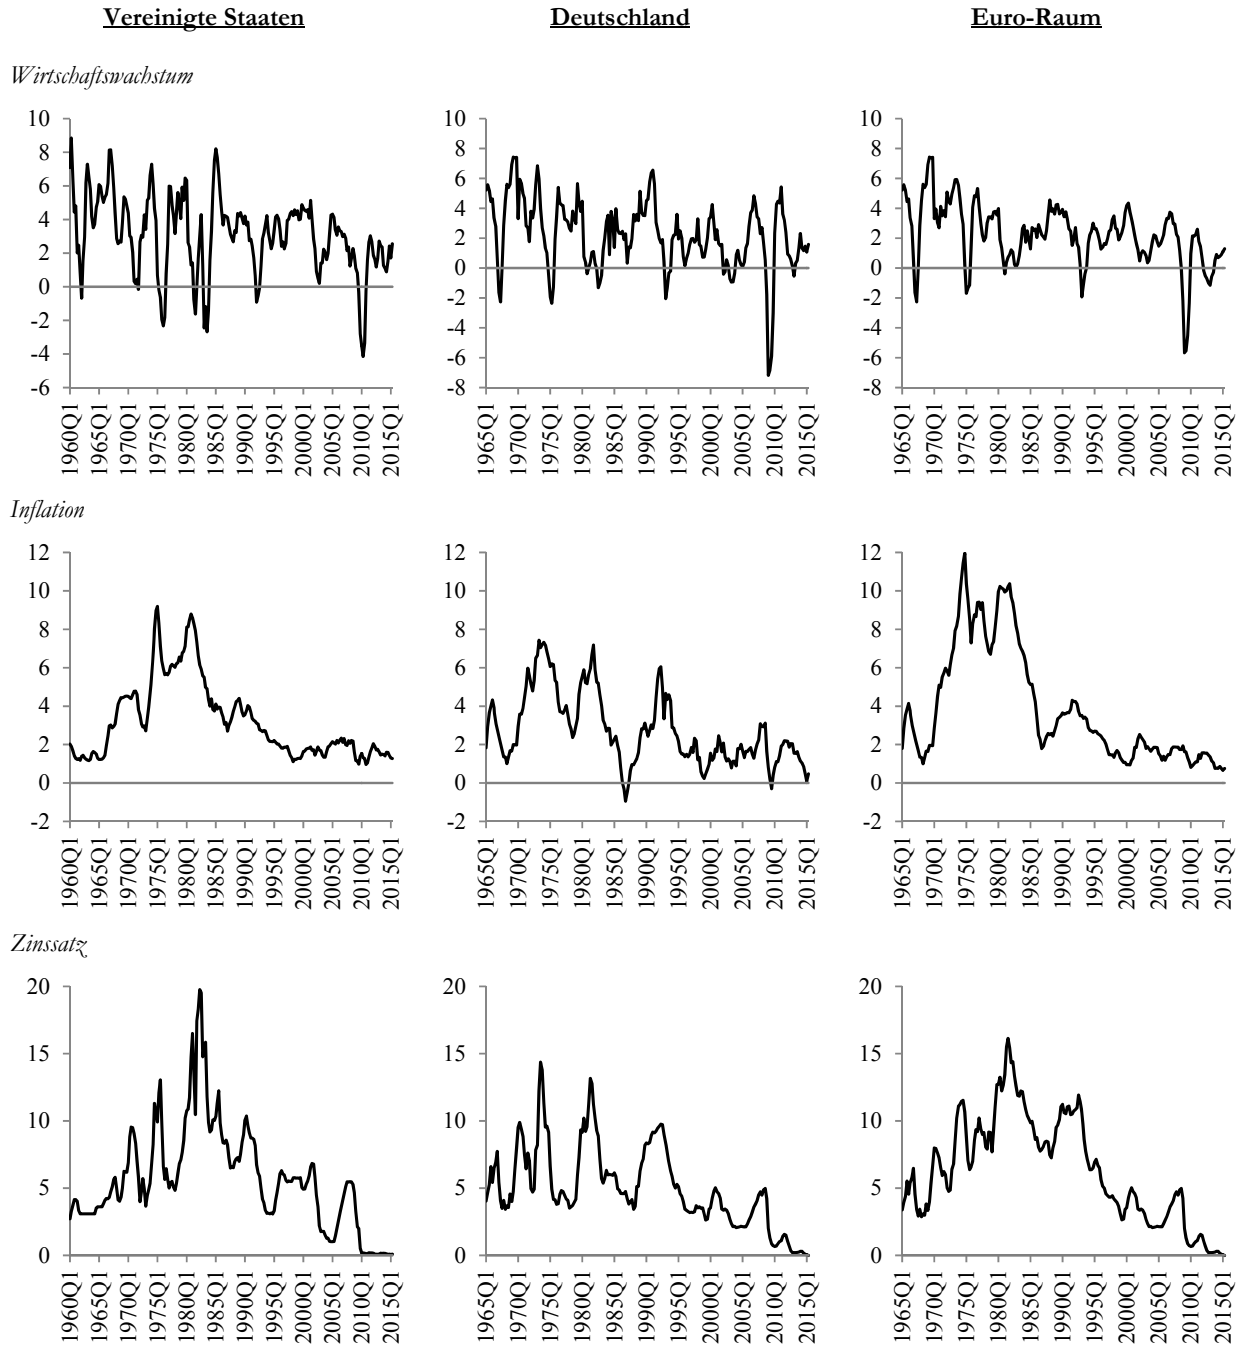 Vereinigte Staaten Deutschland Euro-Raum
Wirtschaftswachstum
10 10 10
8 8 8
6 6 6
4 4 4
2 2 2
0 0 0
-2 -2 -2
-4 -4 -4
-6 -6 -6
-8 -8
1960Q1 1965Q1 1970Q1 1975Q1 1980Q1 1985Q1 1990Q1 1995Q1 2000Q1 2005Q1 2010Q1 2015Q1
1965Q1 1970Q1 1975Q1 1980Q1 1985Q1 1990Q1 1995Q1 2000Q1 2005Q1 2010Q1 2015Q1
1965Q1 1970Q1 1975Q1 1980Q1 1985Q1 1990Q1 1995Q1 2000Q1 2005Q1 2010Q1 2015Q1
Inflation
12 12 12
10 10 10
8 8 8
6 6 6
4 4 4
2 2 2
0 0 0
-2 -2 -2
1960Q1 1965Q1 1970Q1 1975Q1 1980Q1 1985Q1 1990Q1 1995Q1 2000Q1 2005Q1 2010Q1 2015Q1
1965Q1 1970Q1 1975Q1 1980Q1 1985Q1 1990Q1 1995Q1 2000Q1 2005Q1 2010Q1 2015Q1
1965Q1 1970Q1 1975Q1 1980Q1 1985Q1 1990Q1 1995Q1 2000Q1 2005Q1 2010Q1 2015Q1
Zinssatz
20 20 20
15 15 15
10 10 10
5 5 5
0 0 0
1960Q1 1965Q1 1970Q1 1975Q1 1980Q1 1985Q1 1990Q1 1995Q1 2000Q1 2005Q1 2010Q1 2015Q1
1965Q1 1970Q1 1975Q1 1980Q1 1985Q1 1990Q1 1995Q1 2000Q1 2005Q1 2010Q1 2015Q1
1965Q1 1970Q1 1975Q1 1980Q1 1985Q1 1990Q1 1995Q1 2000Q1 2005Q1 2010Q1 2015Q1